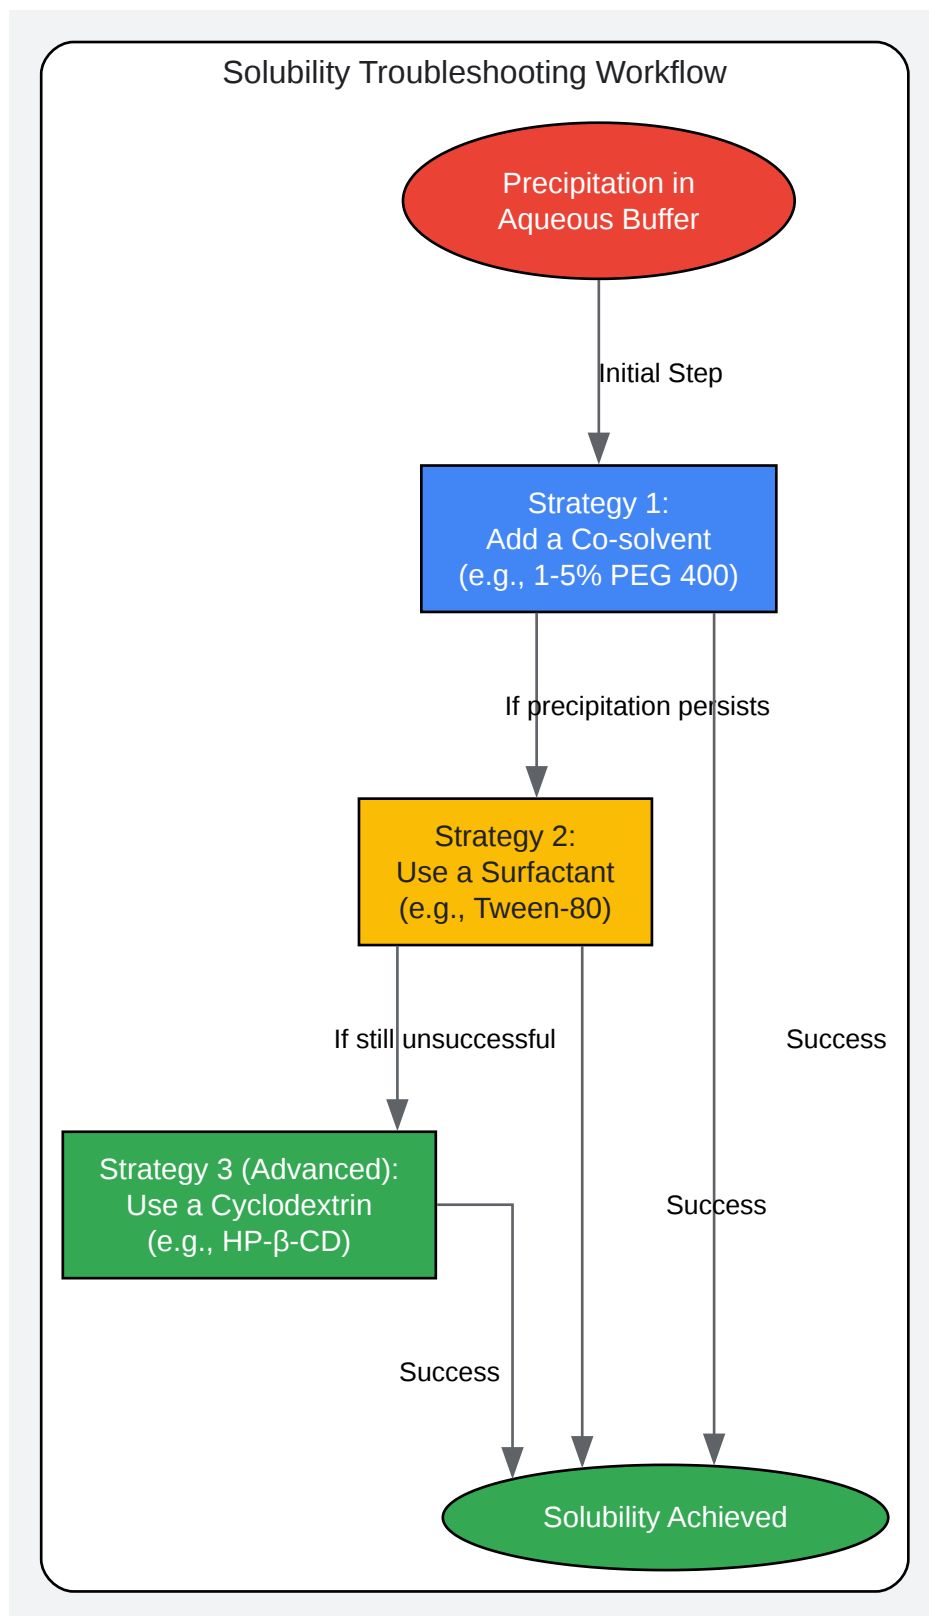 Solubility Troubleshooting Workflow
Precipitation in
Aqueous Buffer
Initial Step
Strategy 1:
Add a Co-solvent
(e.g., 1-5% PEG 400)
If precipitation persists
Strategy 2:
Use a Surfactant
(e.g., Tween-80)
If still unsuccessful
Success
Strategy 3 (Advanced):
Use a Cyclodextrin
(e.g., HP-β-CD)
Success
Success
Solubility Achieved